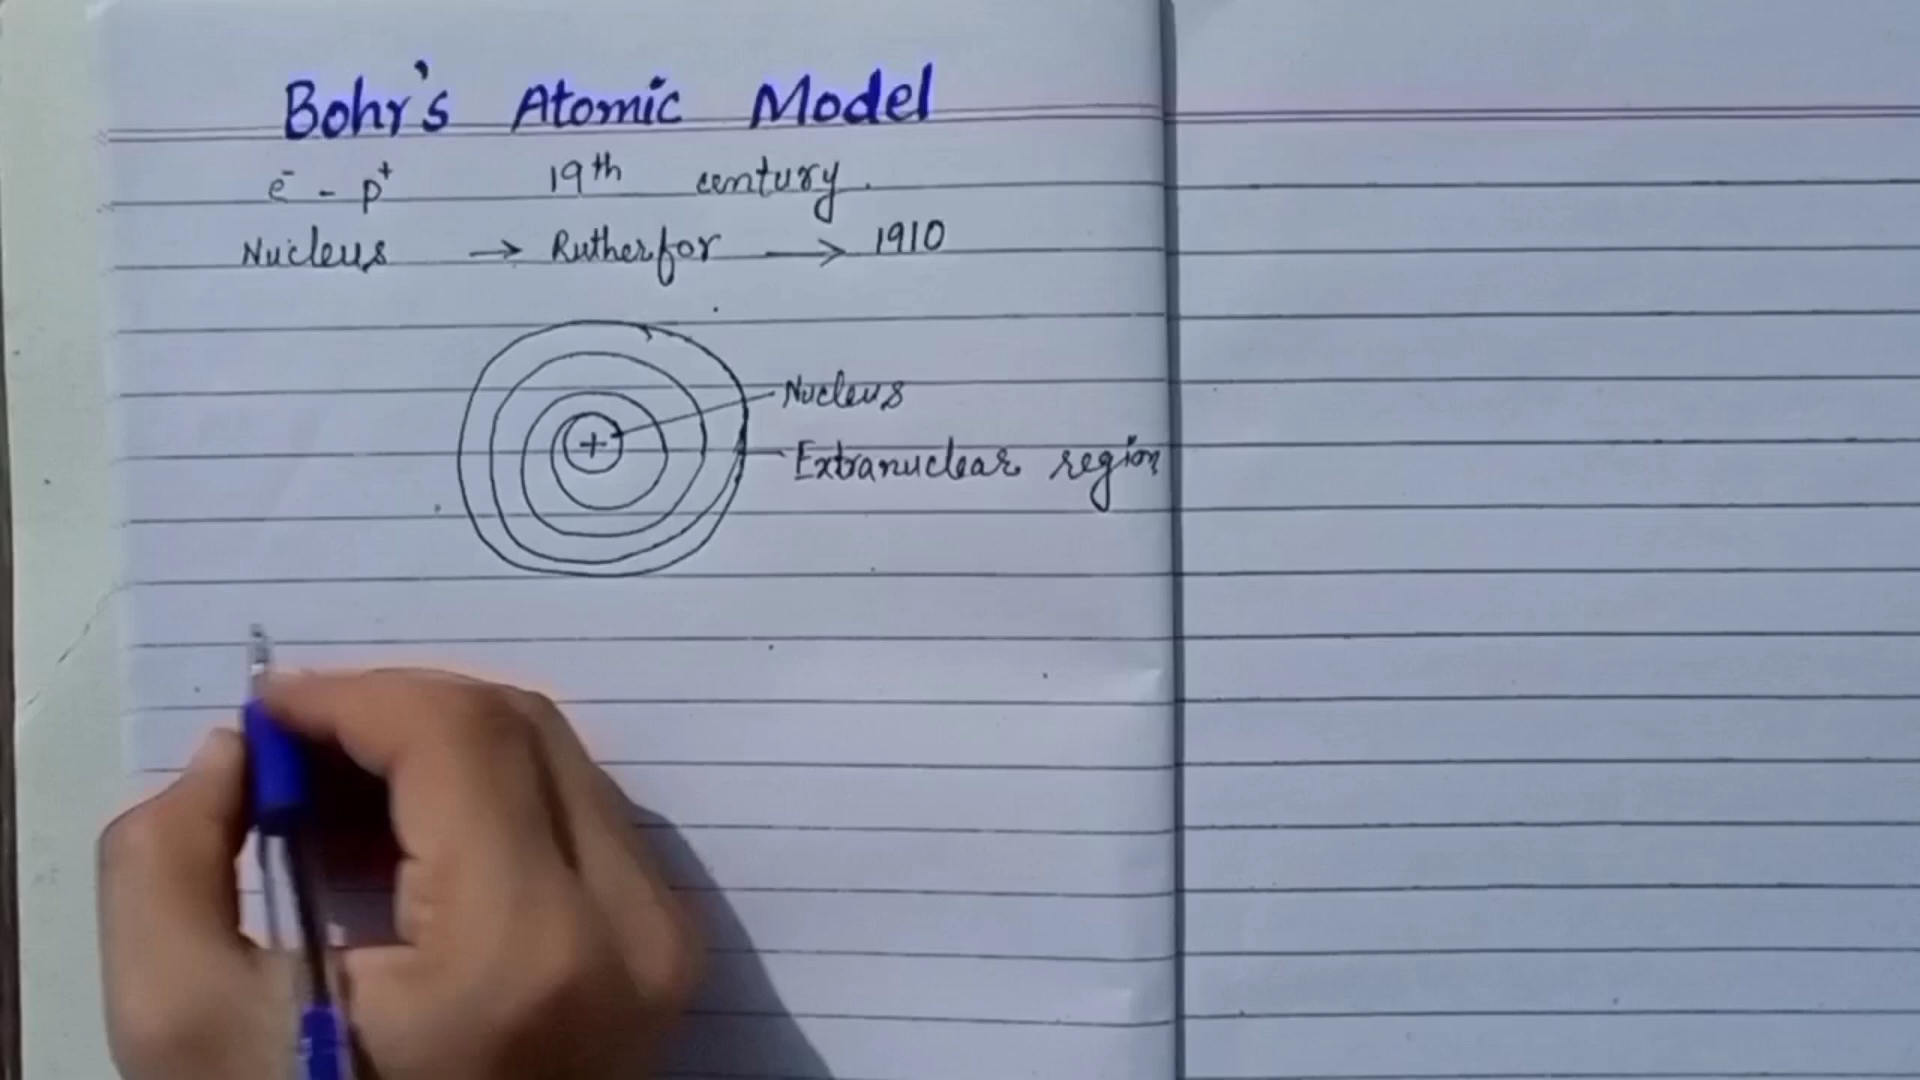 Bohr's Atomic Model
e⁻ - p⁺ 19th century.
Nucleus → Rutherfor → 1910
Nucleus
+
Extranuclear region